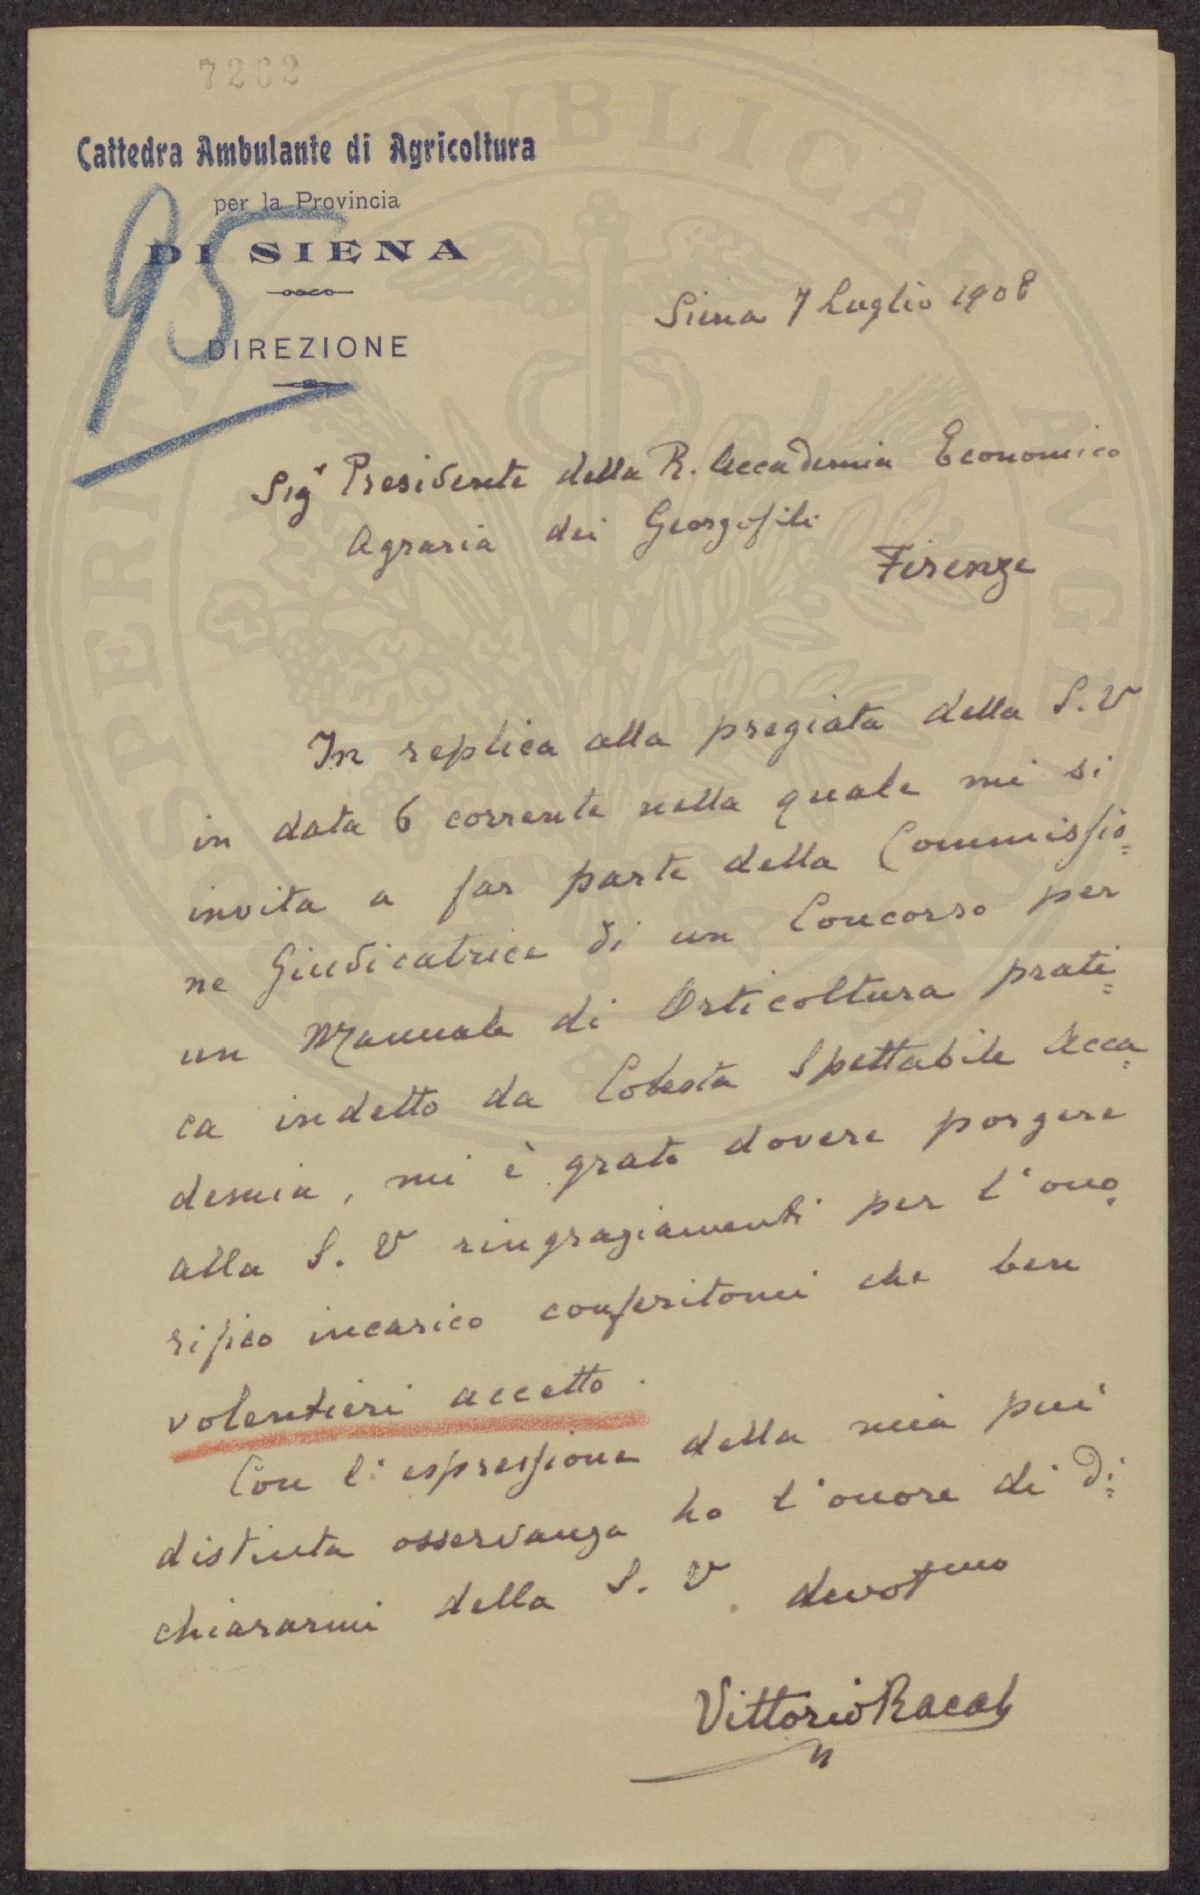 7262
Cattedra Ambulante di Agricoltura
per la Provincia
DI SIENA
95
DIREZIONE
Siena 7 Luglio 1908
Sigr Presidente della R. Accademia Economico
Agraria dei Georgofili
Firenze
In replica alla pregiata della S. V
in data 6 corrente nella quale mi si
invita a far parte della Commissio=
ne Giudicatrice di un Concorso per
un Manuale di Orticoltura prati=
ca indetto da Cotesta Spettabile Acca=
demia, mi è grato dovere porgere
alla S. V ringraziamenti per l'ono=
rifico incarico conferitomi che ben
volentieri accetto.
Con l'espressione della mia più
distinta osservanza ho l'onore di di=
chiararmi della S. V devotmo
Vittorio Racah